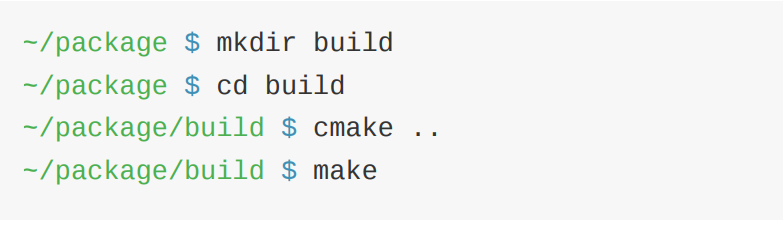 ~/package $ mkdir build
~/package $ cd build
~/package/build $ cmake ..
~/package/build $ make